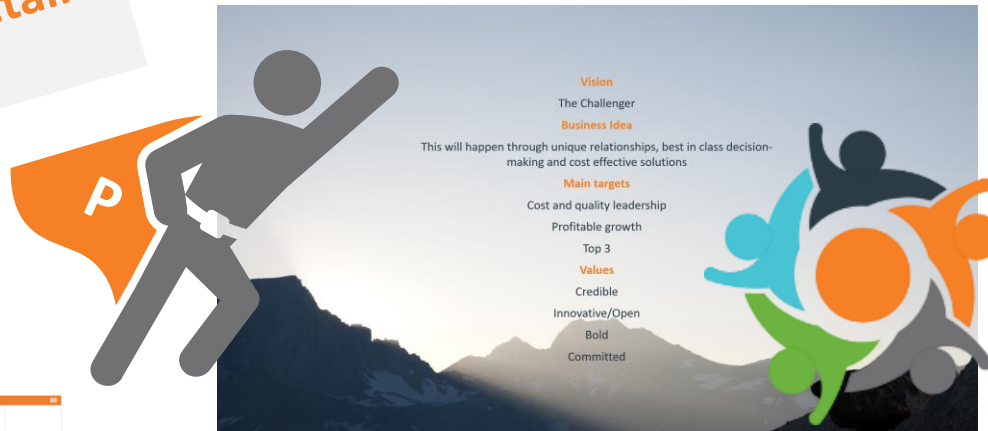 P
Vision
The Challenger
Business Idea
This will happen through unique relationships, best in class decision-
making and cost effective solutions
Main targets
Cost and quality leadership
Profitable growth
Top 3
Values
Credible
Innovative/Open
Bold
Committed